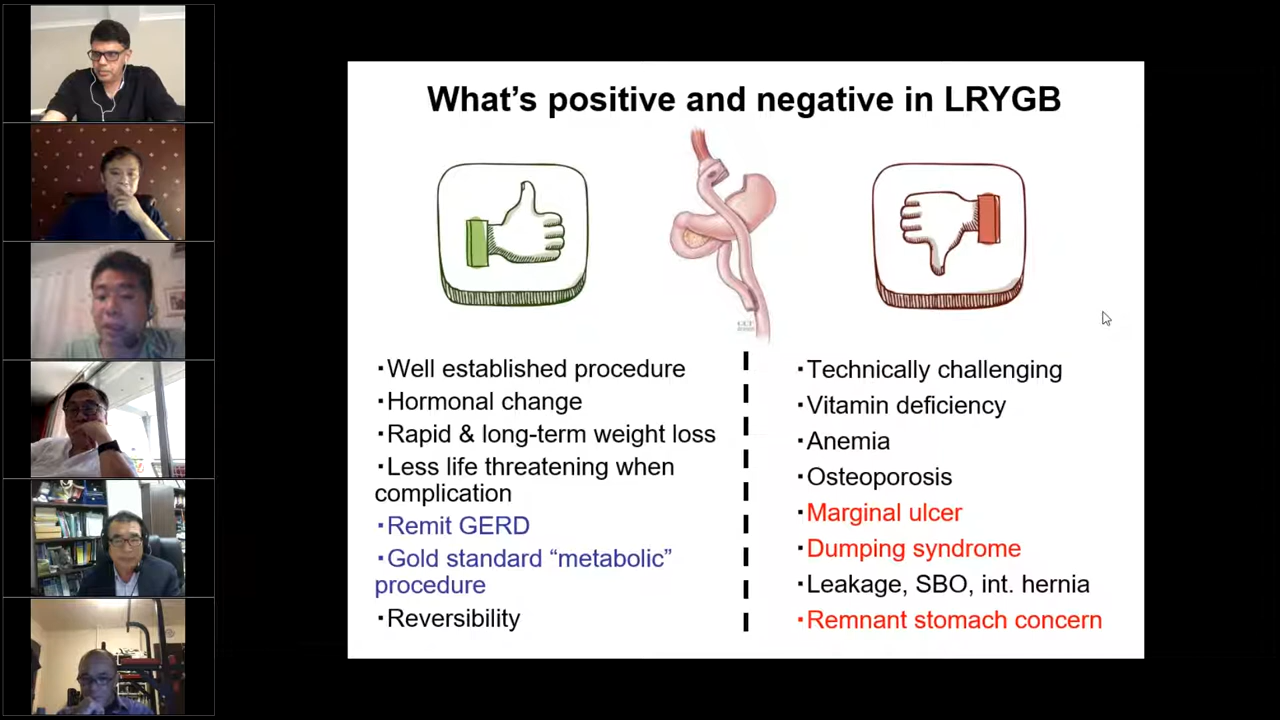 What's positive and negative in LRYGB
・Well established procedure
・Hormonal change
・Rapid & long-term weight loss
・Less life threatening when
complication
・Remit GERD
・Gold standard “metabolic”
procedure
・Reversibility
・Technically challenging
・Vitamin deficiency
・Anemia
・Osteoporosis
・Marginal ulcer
・Dumping syndrome
・Leakage, SBO, int. hernia
・Remnant stomach concern